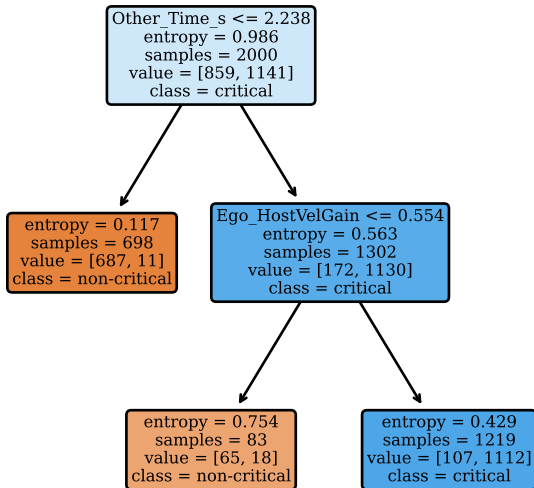 Other_Time_s <= 2.238
entropy = 0.986
samples = 2000
value = [859, 1141]
class = critical
entropy = 0.117
samples = 698
value = [687, 11]
class = non-critical
Ego_HostVelGain <= 0.554
entropy = 0.563
samples = 1302
value = [172, 1130]
class = critical
entropy = 0.754
samples = 83
value = [65, 18]
class = non-critical
entropy = 0.429
samples = 1219
value = [107, 1112]
class = critical